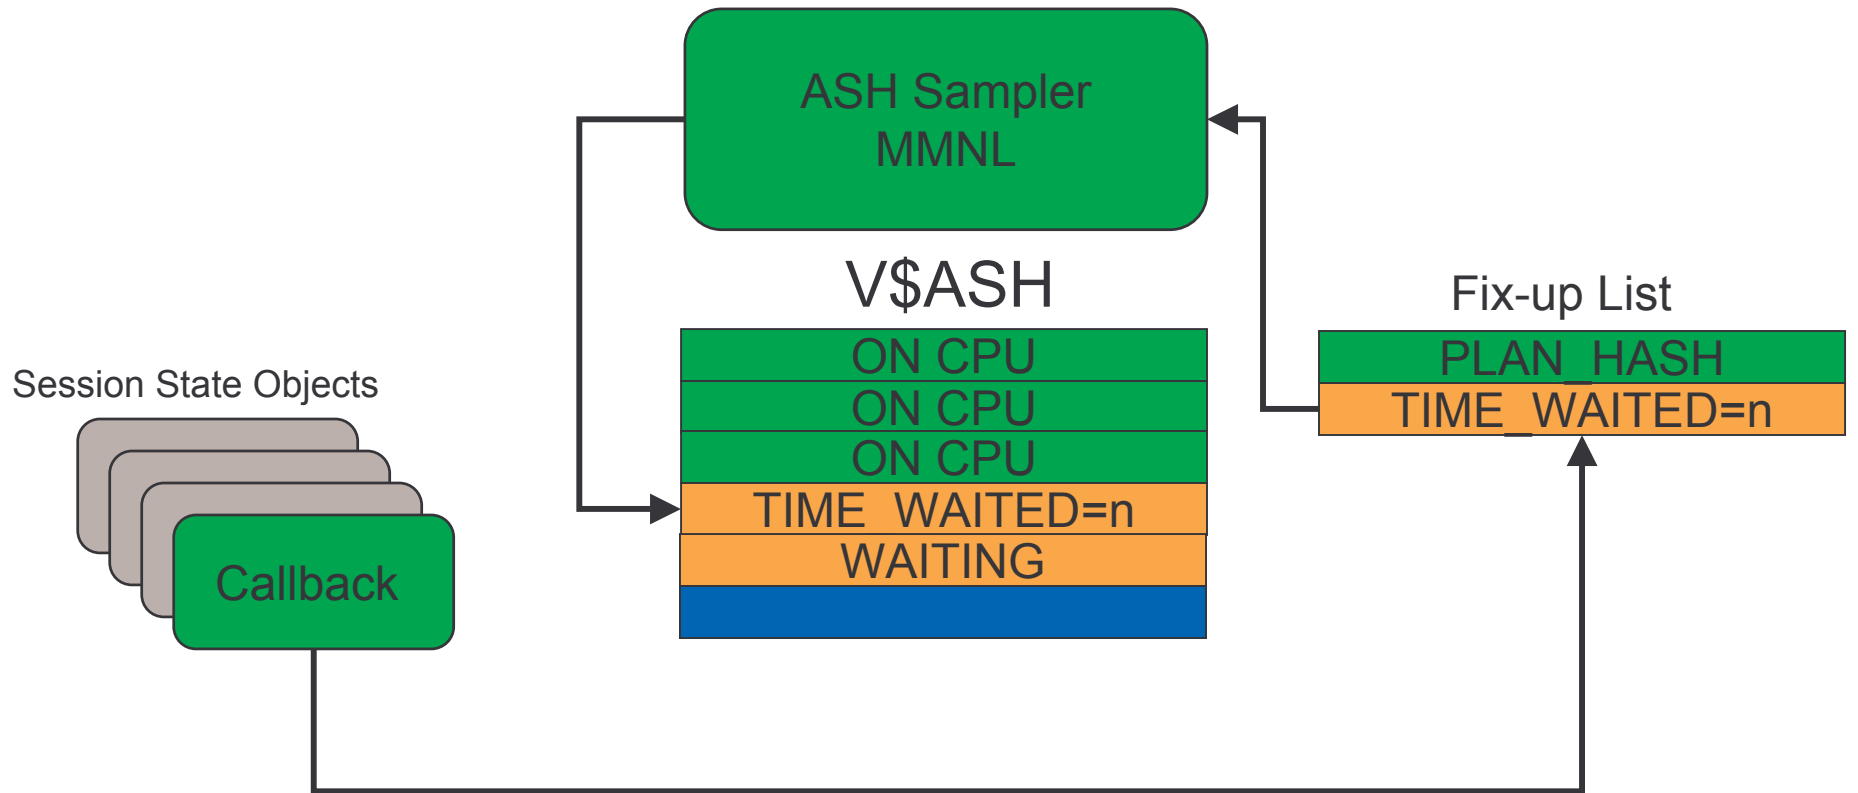 ASH Sampler
MMNL
V$ASH
ON CPU
ON CPU
ON CPU
TIME_WAITED=n
WAITING
Fix-up List
PLAN_HASH
TIME_WAITED=n
Session State Objects
Callback